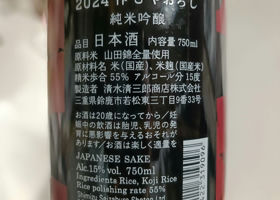 2024
純米吟醸
品目 日本酒 内容量 750ml
原料米 山田錦全量使用
原材料名 米(国産)、米麹(国産米)
精米歩合 55% アルコール分 15度
製造者 清水清三郎商店株式会社
三重県鈴鹿市若松東三丁目9番33号
お酒は20歳になってから/妊
娠中の飲酒は胎児、乳児の発
育に悪影響を与えるおそれが
あります/お酒は楽しく適量を
JAPANESE SAKE
Alc.15% vol. 750ml
Ingredients Rice, Koji Rice
Rice polishing rate 55%